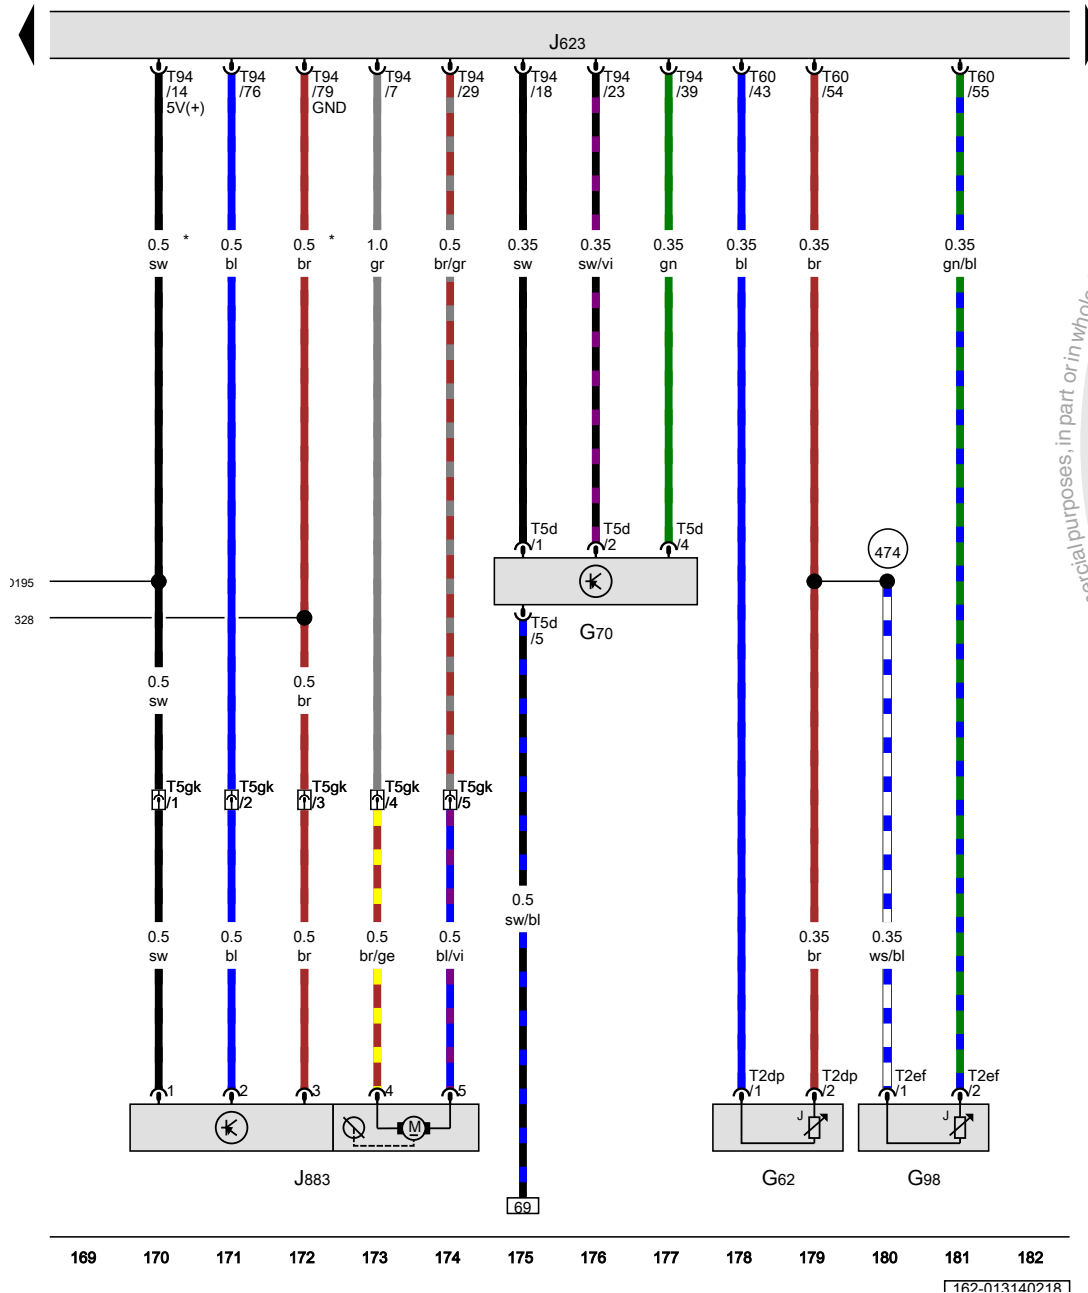 J623
T94 /14 5V(+)
T94 /76
T94 /79 GND
T94 /7
T94 /29
T94 /18
T94 /23
T94 /39
T60 /43
T60 /54
T60 /55
0.5 * 0.5 0.5 * 1.0 0.5 0.35 0.35 0.35 0.35 0.35 0.35
sw bl br gr br/gr sw sw/vi gn bl br gn/bl
ercial purposes, in part or in whole
T5d /1
T5d /2
T5d /4
474
195
328
G70
T5d /5
0.5 0.5
sw br
T5gk /1
T5gk /2
T5gk /3
T5gk /4
T5gk /5
0.5
sw/bl
0.5 0.5 0.5 0.5 0.5 0.35 0.35
sw bl br br/ge bl/vi br ws/bl
1 2 3 4 5
T2dp /1
T2dp /2
T2ef /1
T2ef /2
M
J
J
J883
G62
G98
69
169 170 171 172 173 174 175 176 177 178 179 180 181 182
162-013140218